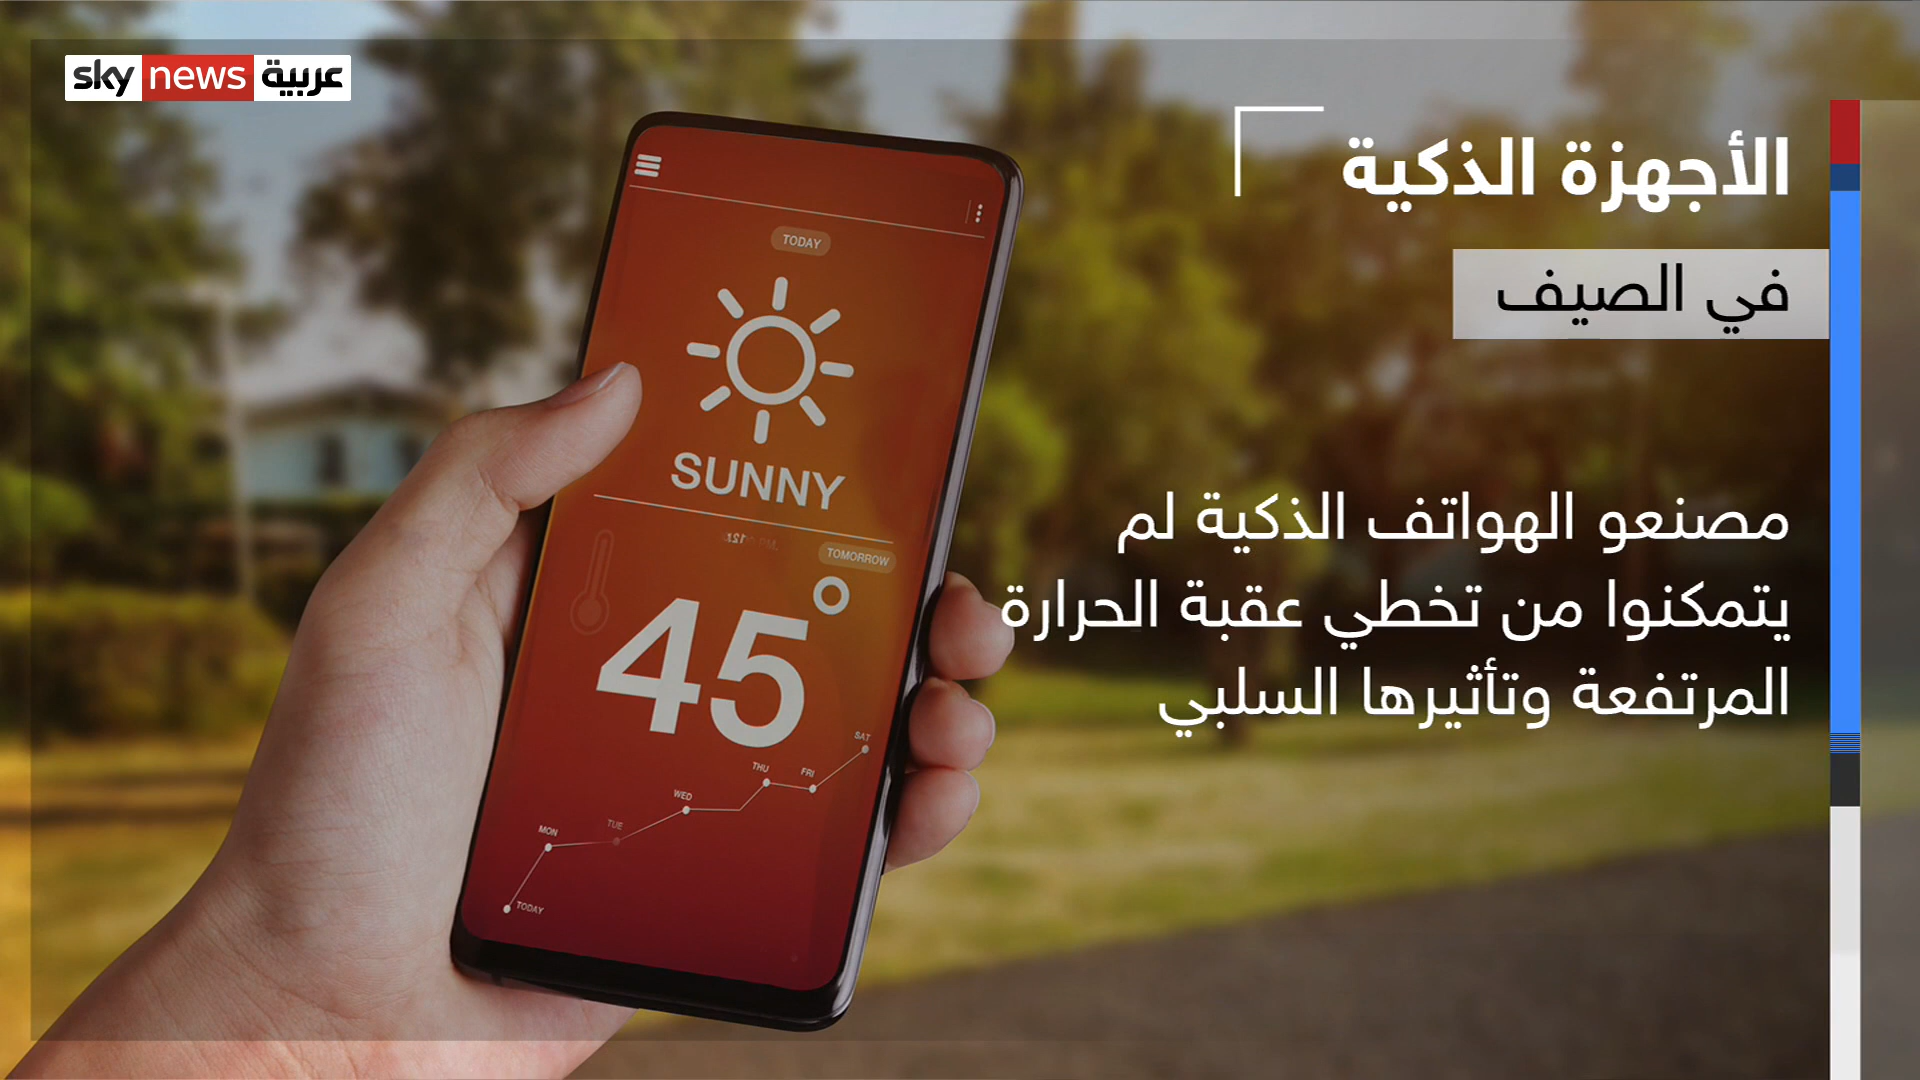 sky news عربية
الأجهزة الذكية
في الصيف
مصنعو الهواتف الذكية لم
يتمكنوا من تخطي عقبة الحرارة
المرتفعة وتأثيرها السلبي
TODAY
SUNNY
TOMORROW
45°
SAT
THU
FRI
WED
TUE
MON
TODAY